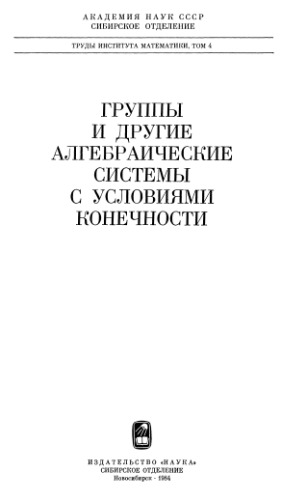 АКАДЕМИЯ НАУК СССР
СИБИРСКОЕ ОТДЕЛЕНИЕ
ТРУДЫ ИНСТИТУТА МАТЕМАТИКИ, ТОМ 4
ГРУППЫ
И ДРУГИЕ
АЛГЕБРАИЧЕСКИЕ
СИСТЕМЫ
С УСЛОВИЯМИ
КОНЕЧНОСТИ
ИЗДАТЕЛЬСТВО «НАУКА»
СИБИРСКОЕ ОТДЕЛЕНИЕ
Новосибирск · 1984